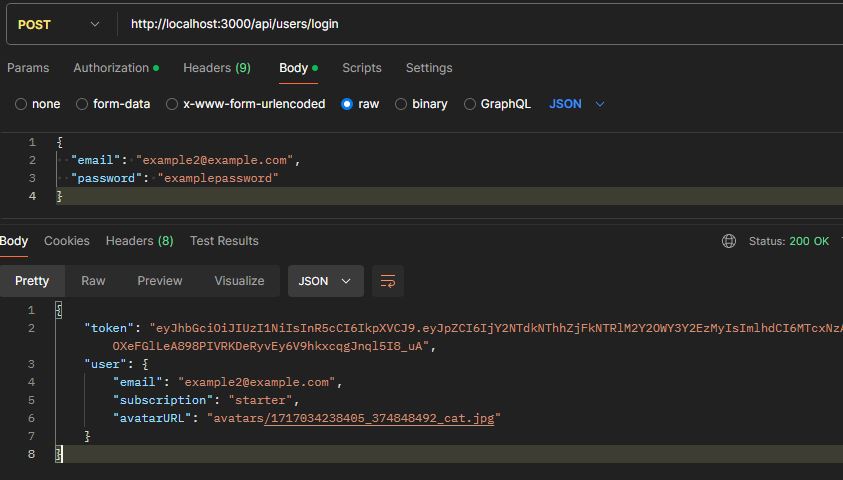 POST http://localhost:3000/api/users/login
Params Authorization Headers (9) Body Scripts Settings
none form-data x-www-form-urlencoded raw binary GraphQL JSON
1 {
2 "email": "example2@example.com",
3 "password": "examplepassword"
4 }
Body Cookies Headers (8) Test Results Status: 200 OK
Pretty Raw Preview Visualize JSON
1 {
2 "token": "eyJhbGciOiJIUzI1NiIsInR5cCI6IkpXVCJ9.eyJpZCI6IjY2NTdkNThhZjFkNTRlM2Y2OWY3Y2EzMyIsImlhdCI6MTcxNzA
OXeFGlLeA898PIVRKDeRyvEy6V9hkxcqgJnql5I8_uA",
3 "user": {
4 "email": "example2@example.com",
5 "subscription": "starter",
6 "avatarURL": "avatars/1717034238405_374848492_cat.jpg"
7 }
8 }